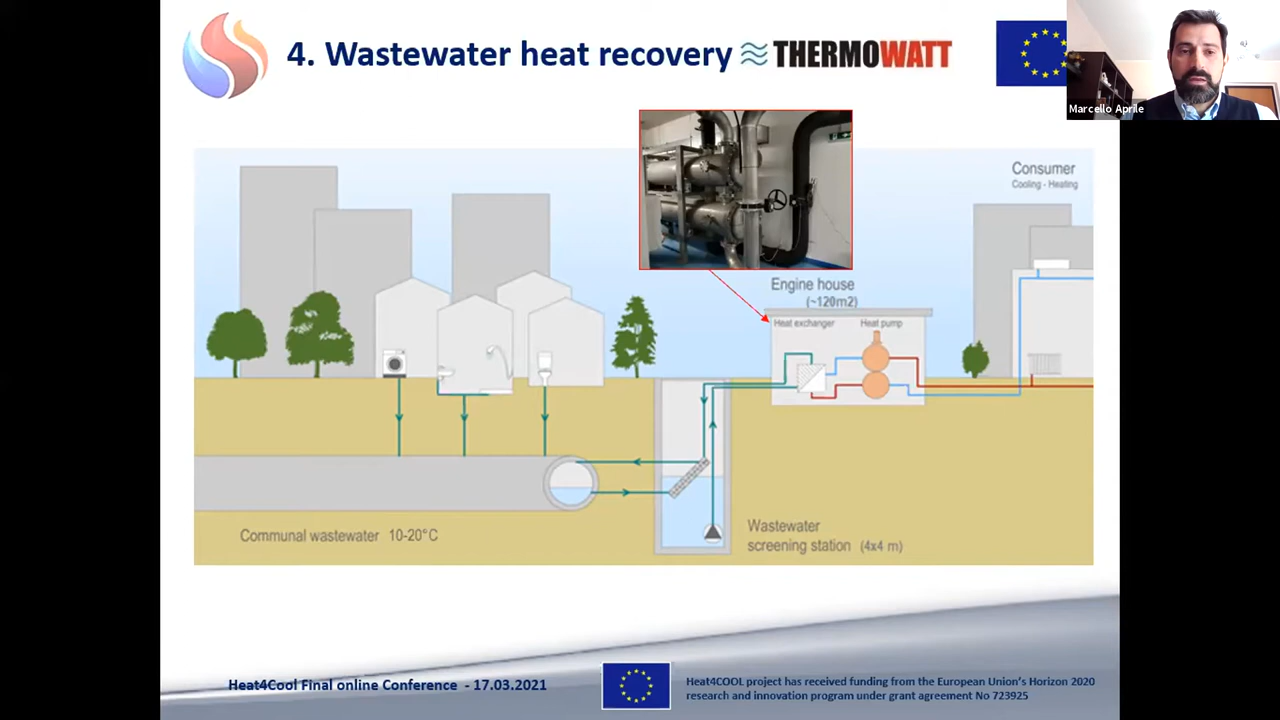 4. Wastewater heat recovery THERMOWATT
Marcello Aprile
Consumer
Cooling - Heating
Engine house
(~120m2)
Heat exchanger
Heat pump
Communal wastewater 10-20°C
Wastewater
screening station (4x4 m)
Heat4Cool Final online Conference - 17.03.2021
Heat4COOL project has received funding from the European Union's Horizon 2020
research and innovation program under grant agreement No 723925